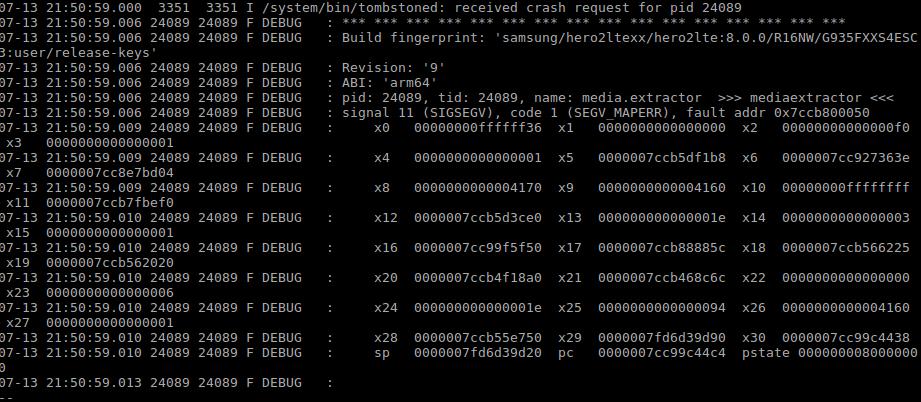 07-13 21:50:59.000  3351  3351 I /system/bin/tombstoned: received crash request for pid 24089
07-13 21:50:59.006 24089 24089 F DEBUG   : *** *** *** *** *** *** *** *** *** *** *** *** *** *** *** ***
07-13 21:50:59.006 24089 24089 F DEBUG   : Build fingerprint: 'samsung/hero2ltexx/hero2lte:8.0.0/R16NW/G935FXXS4ESC
3:user/release-keys'
07-13 21:50:59.006 24089 24089 F DEBUG   : Revision: '9'
07-13 21:50:59.006 24089 24089 F DEBUG   : ABI: 'arm64'
07-13 21:50:59.006 24089 24089 F DEBUG   : pid: 24089, tid: 24089, name: media.extractor  >>> mediaextractor <<<
07-13 21:50:59.006 24089 24089 F DEBUG   : signal 11 (SIGSEGV), code 1 (SEGV_MAPERR), fault addr 0x7ccb800050
07-13 21:50:59.009 24089 24089 F DEBUG   :     x0   00000000ffffff36  x1   0000000000000000  x2   00000000000000f0
 x3   0000000000000001
07-13 21:50:59.009 24089 24089 F DEBUG   :     x4   0000000000000001  x5   0000007ccb5df1b8  x6   0000007cc927363e
 x7   0000007cc8e7bd04
07-13 21:50:59.009 24089 24089 F DEBUG   :     x8   0000000000004170  x9   0000000000004160  x10  00000000ffffffff
 x11  0000007ccb7fbef0
07-13 21:50:59.010 24089 24089 F DEBUG   :     x12  0000007ccb5d3ce0  x13  000000000000001e  x14  0000000000000003
 x15  0000000000000001
07-13 21:50:59.010 24089 24089 F DEBUG   :     x16  0000007cc99f5f50  x17  0000007ccb88885c  x18  0000007ccb566225
 x19  0000007ccb562020
07-13 21:50:59.010 24089 24089 F DEBUG   :     x20  0000007ccb4f18a0  x21  0000007ccb468c6c  x22  0000000000000000
 x23  0000000000000006
07-13 21:50:59.010 24089 24089 F DEBUG   :     x24  000000000000001e  x25  0000000000000094  x26  0000000000004160
 x27  0000000000000001
07-13 21:50:59.010 24089 24089 F DEBUG   :     x28  0000007ccb55e750  x29  0000007fd6d39d90  x30  0000007cc99c4438
07-13 21:50:59.010 24089 24089 F DEBUG   :     sp   0000007fd6d39d20  pc   0000007cc99c44c4  pstate 000000008000000
0
07-13 21:50:59.013 24089 24089 F DEBUG   :
--